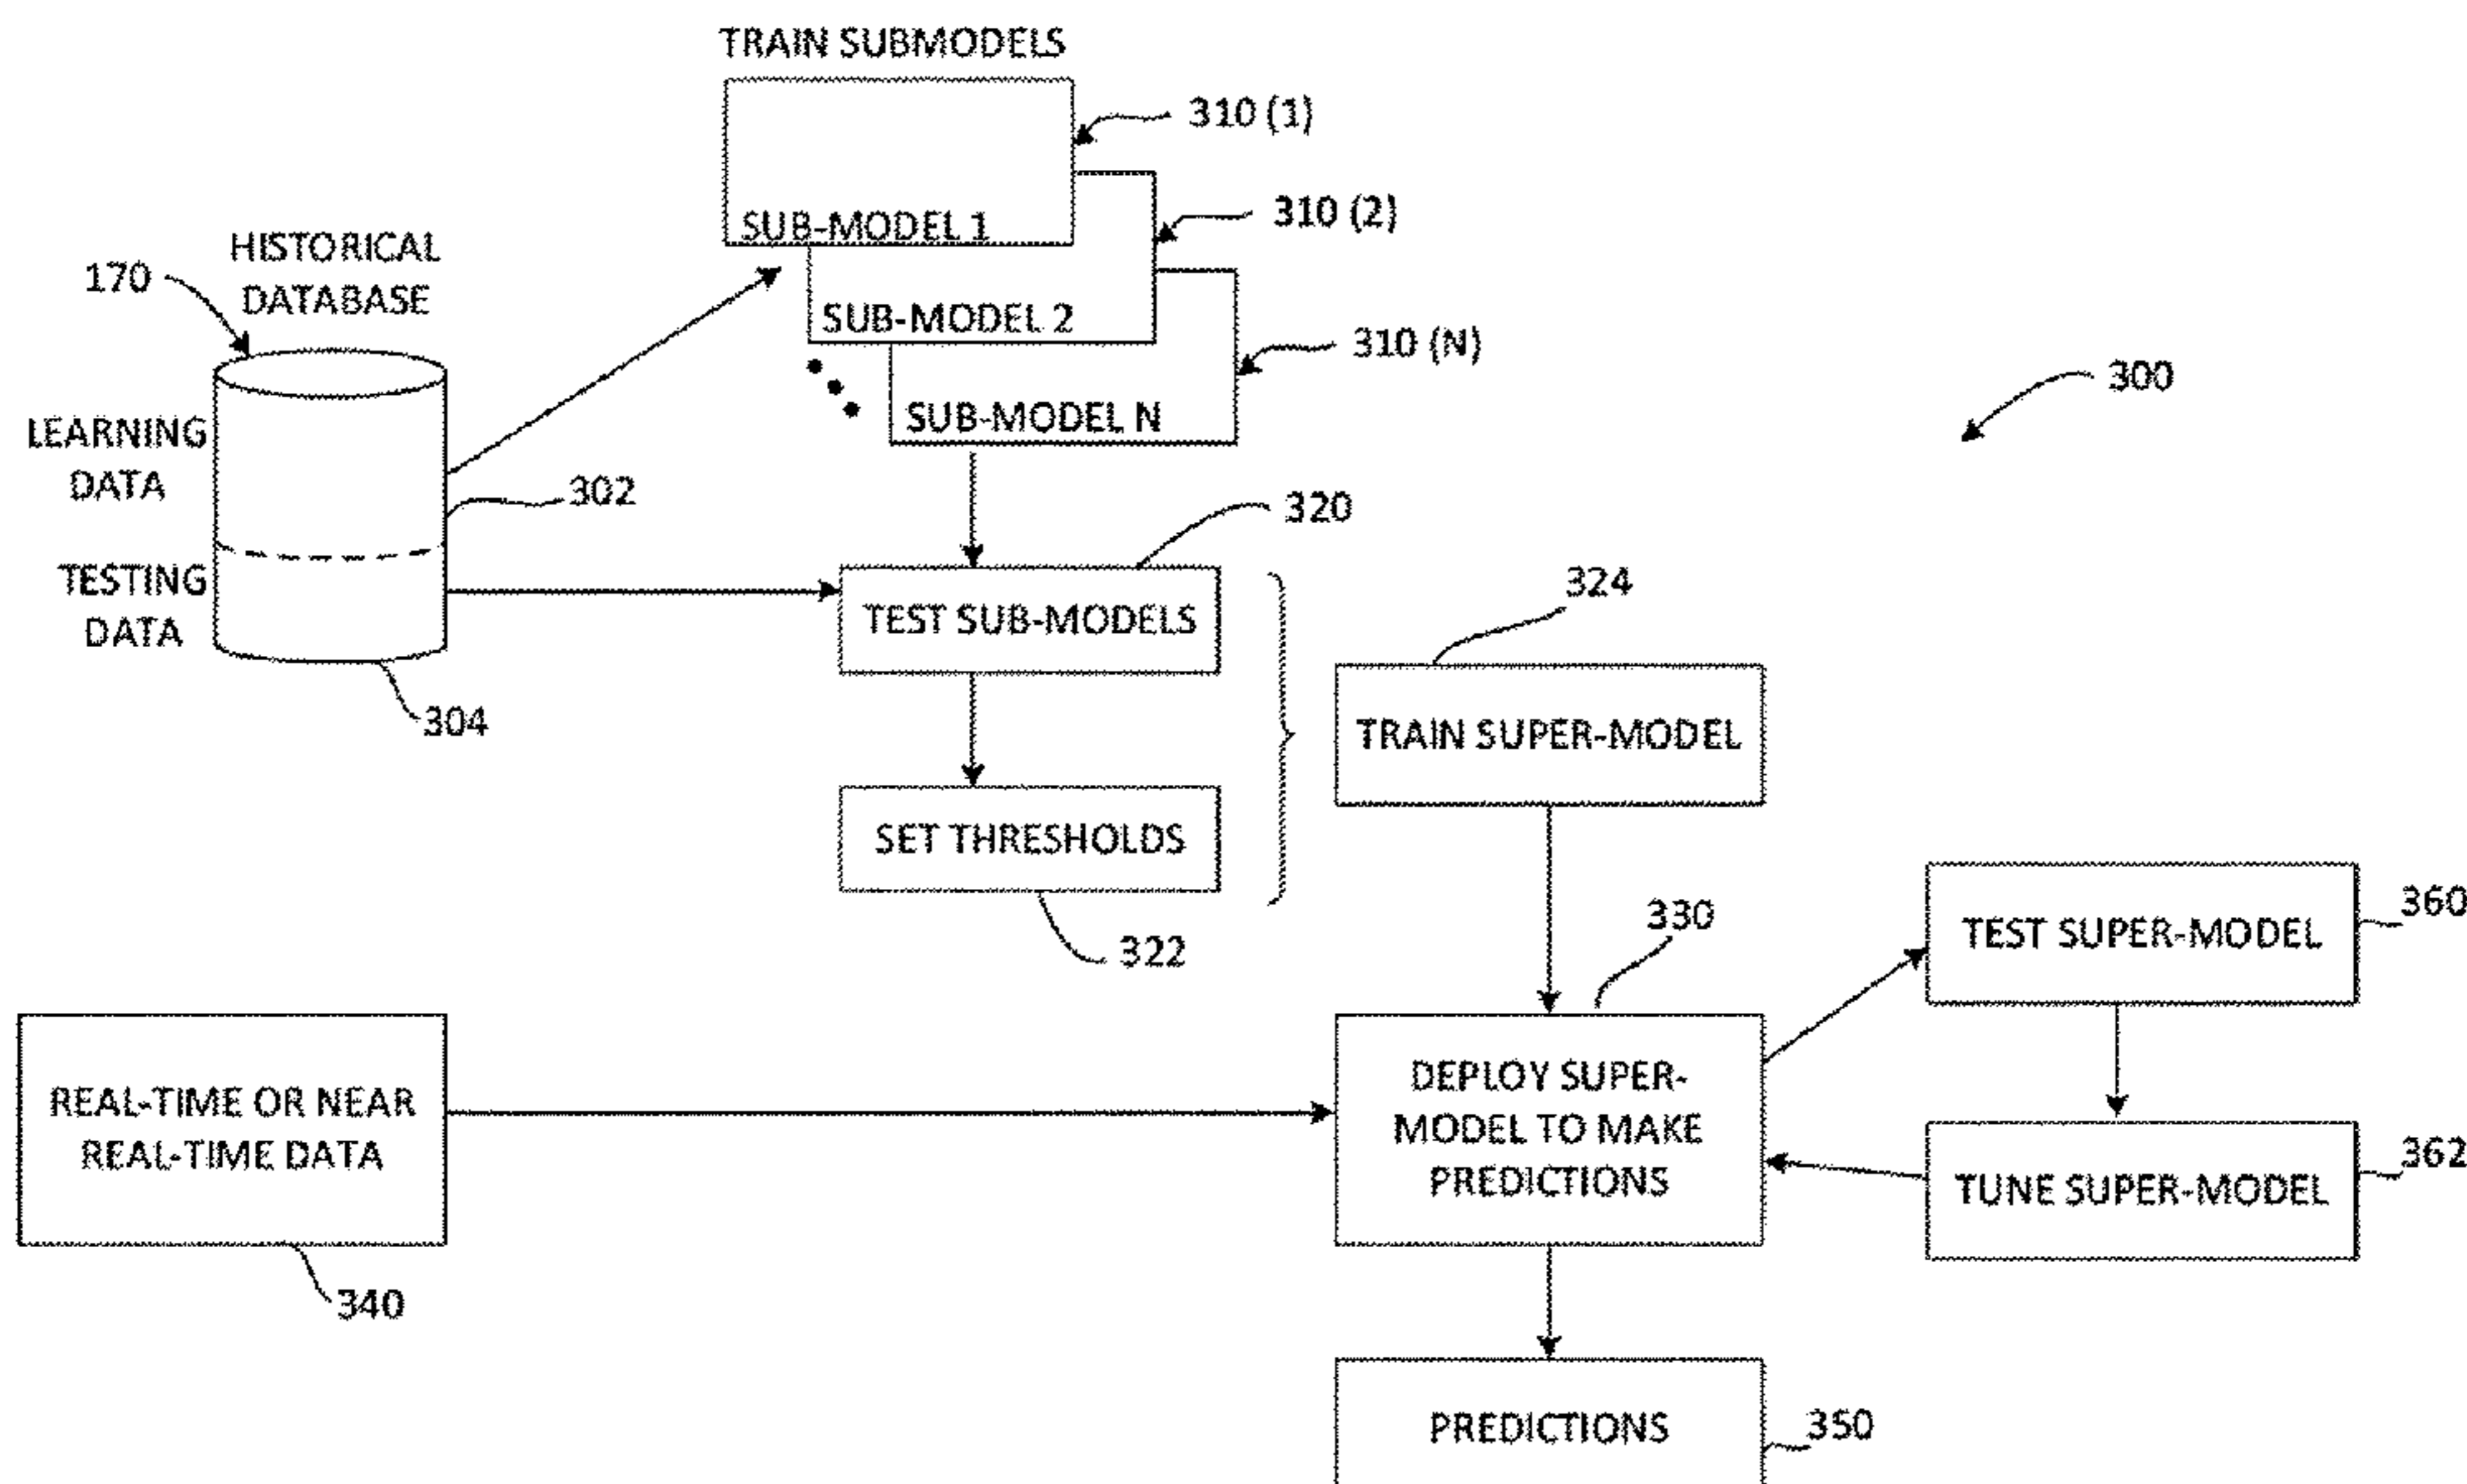 TRAIN SUBMODELS
310 (1)
SUB-MODEL 1
310 (2)
SUB-MODEL 2
310 (N)
SUB-MODEL N
170
HISTORICAL
DATABASE
LEARNING
DATA
302
TESTING
DATA
304
300
320
TEST SUB-MODELS
324
TRAIN SUPER-MODEL
SET THRESHOLDS
322
330
360
TEST SUPER-MODEL
REAL-TIME OR NEAR
REAL-TIME DATA
340
DEPLOY SUPER-
MODEL TO MAKE
PREDICTIONS
362
TUNE SUPER-MODEL
PREDICTIONS
350